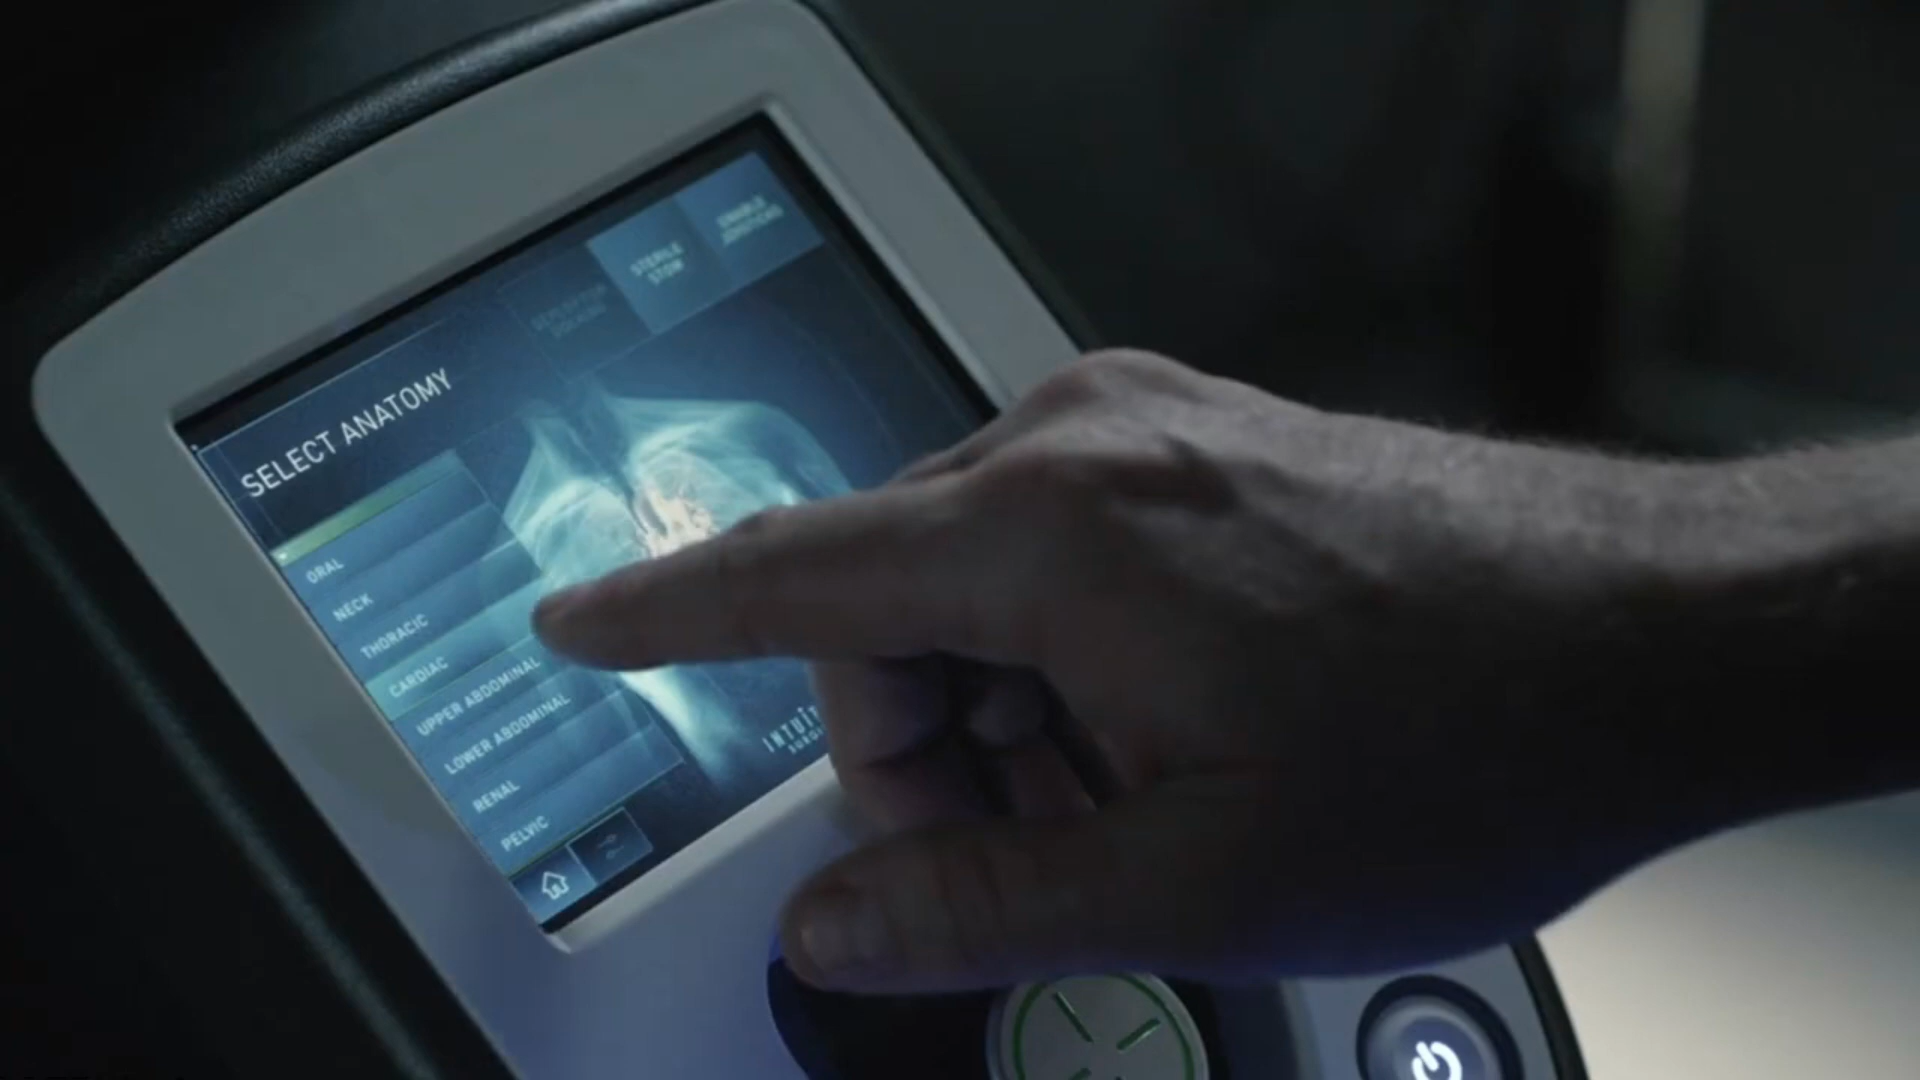 STERILE
STOW
SELECT ANATOMY
ORAL
NECK
THORACIC
CARDIAC
UPPER ABDOMINAL
LOWER ABDOMINAL
RENAL
PELVIC